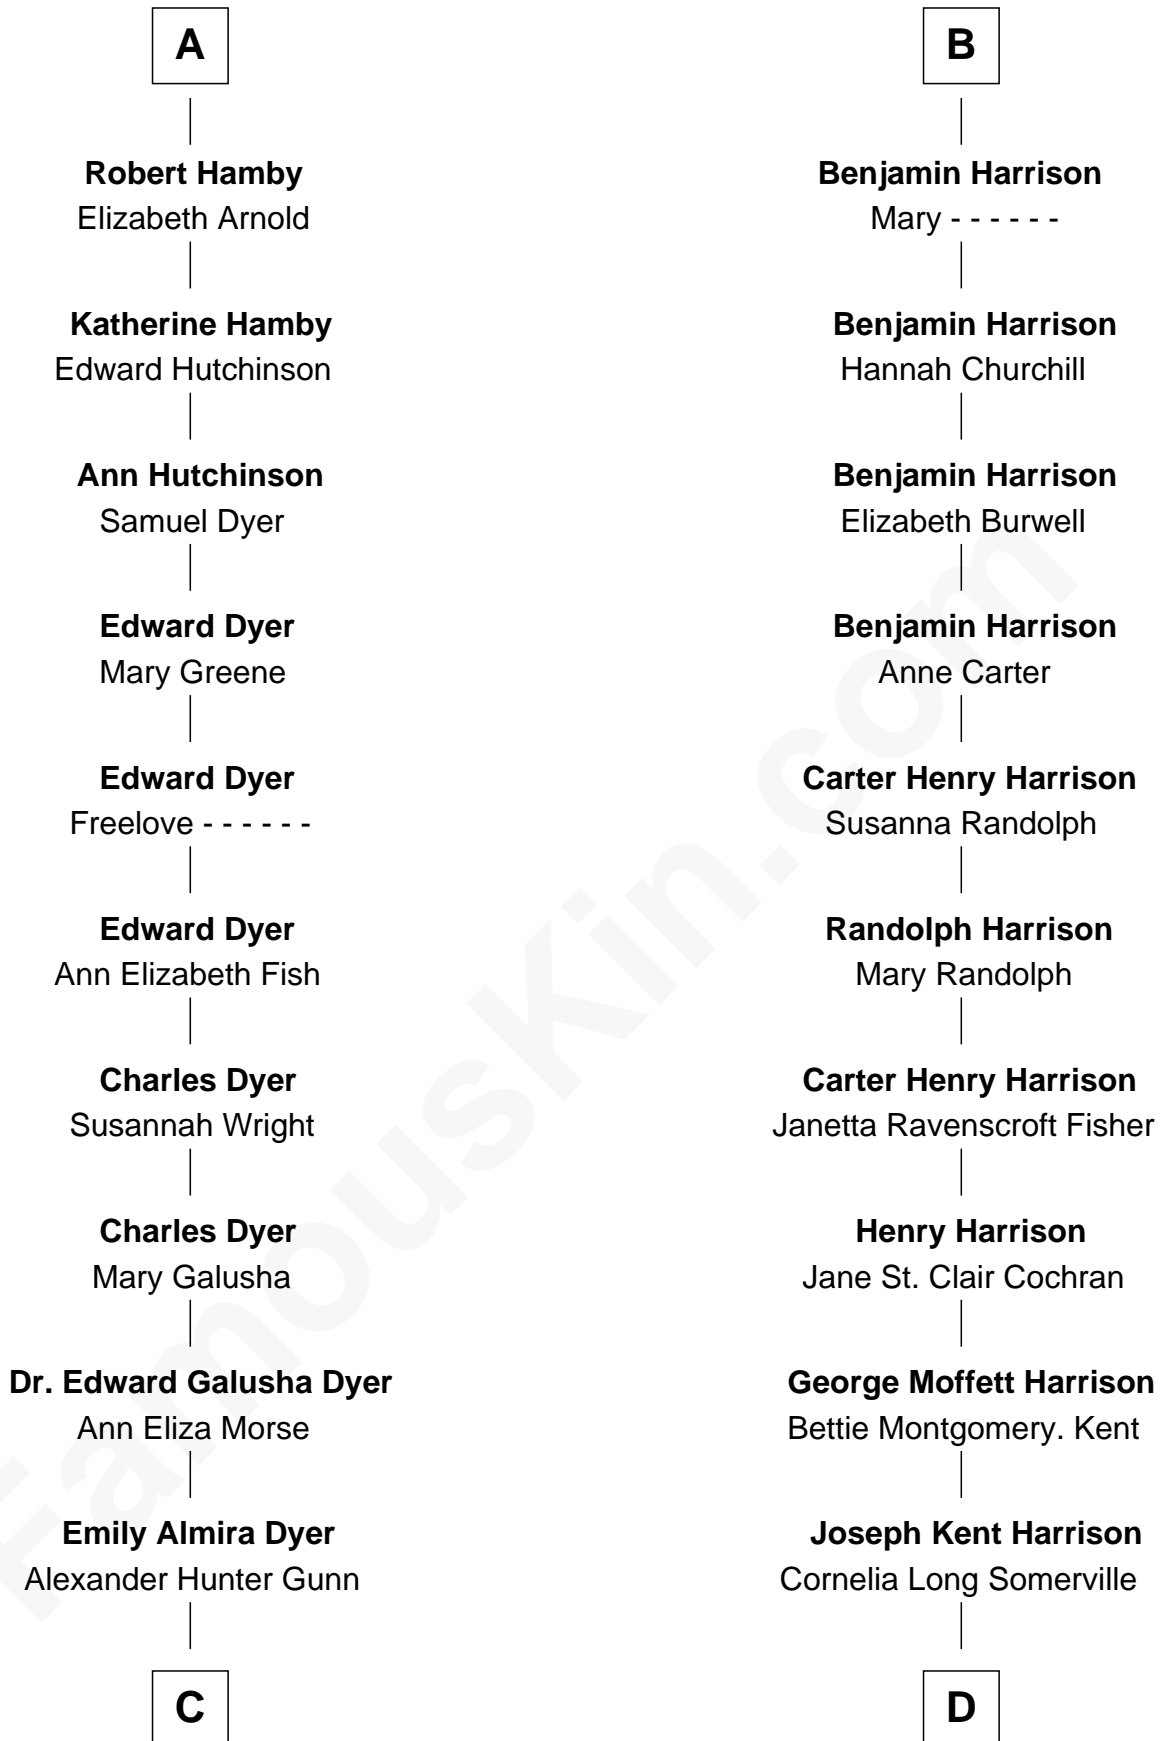 A
Robert Hamby
Elizabeth Arnold
Katherine Hamby
Edward Hutchinson
Ann Hutchinson
Samuel Dyer
Edward Dyer
Mary Greene
Edward Dyer
Freelove - - - - - -
Edward Dyer
Ann Elizabeth Fish
Charles Dyer
Susannah Wright
Charles Dyer
Mary Galusha
Dr. Edward Galusha Dyer
Ann Eliza Morse
Emily Almira Dyer
Alexander Hunter Gunn
C
B
Benjamin Harrison
Mary - - - - - -
Benjamin Harrison
Hannah Churchill
Benjamin Harrison
Elizabeth Burwell
Benjamin Harrison
Anne Carter
Carter Henry Harrison
Susanna Randolph
Randolph Harrison
Mary Randolph
Carter Henry Harrison
Janetta Ravenscroft Fisher
Henry Harrison
Jane St. Clair Cochran
George Moffett Harrison
Bettie Montgomery. Kent
Joseph Kent Harrison
Cornelia Long Somerville
D
FamousKin.com